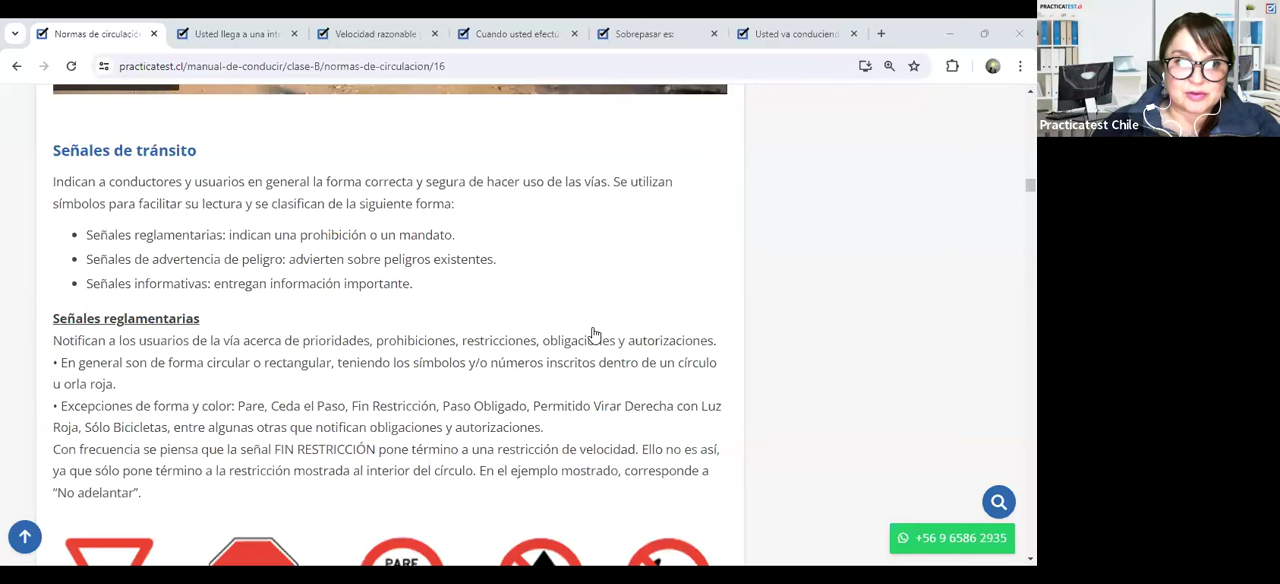 Normas de circulació
Usted llega a una inte
Velocidad razonable
Cuando usted efectú
Sobrepasar es:
Usted va conduciend
practicatest.cl/manual-de-conducir/clase-B/normas-de-circulacion/16
PRACTICATEST.cl
Practicatest Chile
Señales de tránsito
Indican a conductores y usuarios en general la forma correcta y segura de hacer uso de las vías. Se utilizan
símbolos para facilitar su lectura y se clasifican de la siguiente forma:
• Señales reglamentarias: indican una prohibición o un mandato.
• Señales de advertencia de peligro: advierten sobre peligros existentes.
• Señales informativas: entregan información importante.
Señales reglamentarias
Notifican a los usuarios de la vía acerca de prioridades, prohibiciones, restricciones, obligaciones y autorizaciones.
• En general son de forma circular o rectangular, teniendo los símbolos y/o números inscritos dentro de un círculo
u orla roja.
• Excepciones de forma y color: Pare, Ceda el Paso, Fin Restricción, Paso Obligado, Permitido Virar Derecha con Luz
Roja, Sólo Bicicletas, entre algunas otras que notifican obligaciones y autorizaciones.
Con frecuencia se piensa que la señal FIN RESTRICCIÓN pone término a una restricción de velocidad. Ello no es así,
ya que sólo pone término a la restricción mostrada al interior del círculo. En el ejemplo mostrado, corresponde a
“No adelantar”.
+56 9 6586 2935
PARE